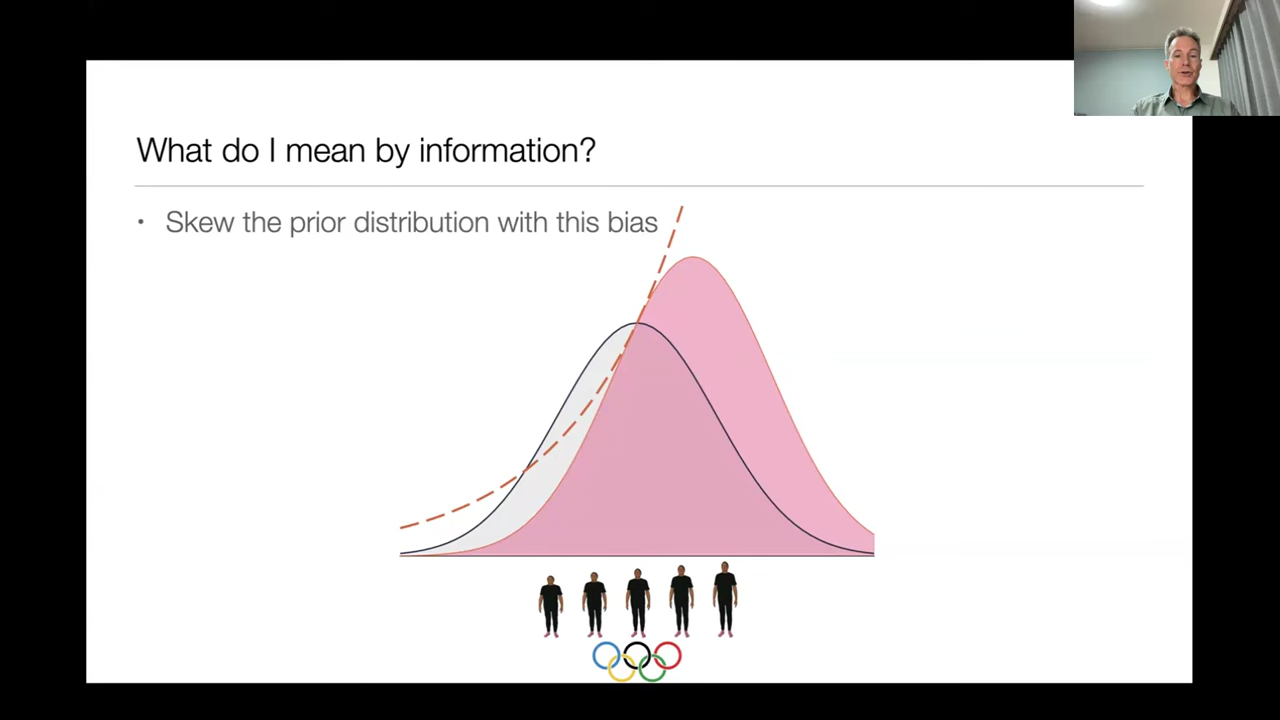 What do I mean by information?
• Skew the prior distribution with this bias